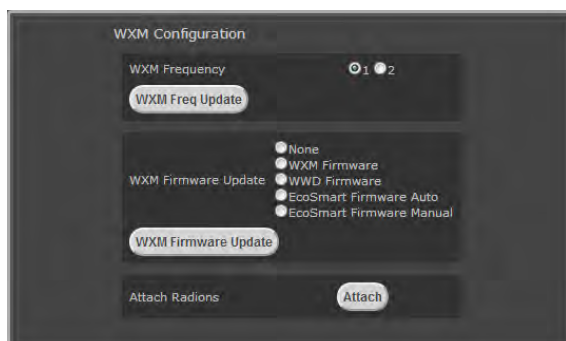 WXM Configuration
WXM Frequency 1 2
WXM Freq Update
None
WXM Firmware
WXM Firmware Update WWD Firmware
EcoSmart Firmware Auto
EcoSmart Firmware Manual
WXM Firmware Update
Attach Radions Attach